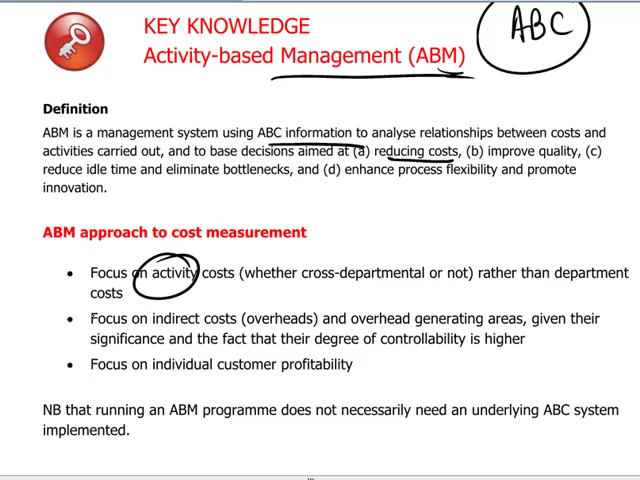 ABC
KEY KNOWLEDGE
Activity-based Management (ABM)
Definition
ABM is a management system using ABC information to analyse relationships between costs and
activities carried out, and to base decisions aimed at (a) reducing costs, (b) improve quality, (c)
reduce idle time and eliminate bottlenecks, and (d) enhance process flexibility and promote
innovation.
ABM approach to cost measurement
• Focus on activity costs (whether cross-departmental or not) rather than department
costs
• Focus on indirect costs (overheads) and overhead generating areas, given their
significance and the fact that their degree of controllability is higher
• Focus on individual customer profitability
NB that running an ABM programme does not necessarily need an underlying ABC system
implemented.